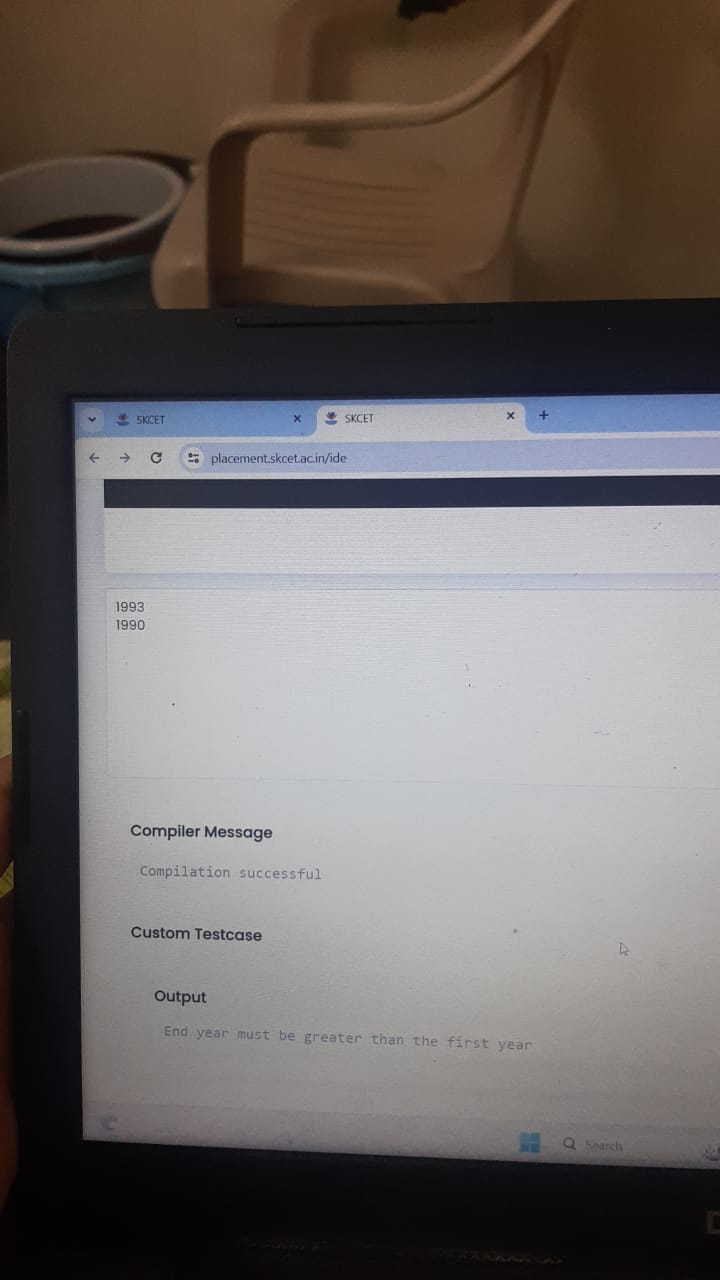 SKCET
SKCET
placement.skcet.ac.in/ide
1993
1990
Compiler Message
Compilation successful
Custom Testcase
Output
End year must be greater than the first year
Search